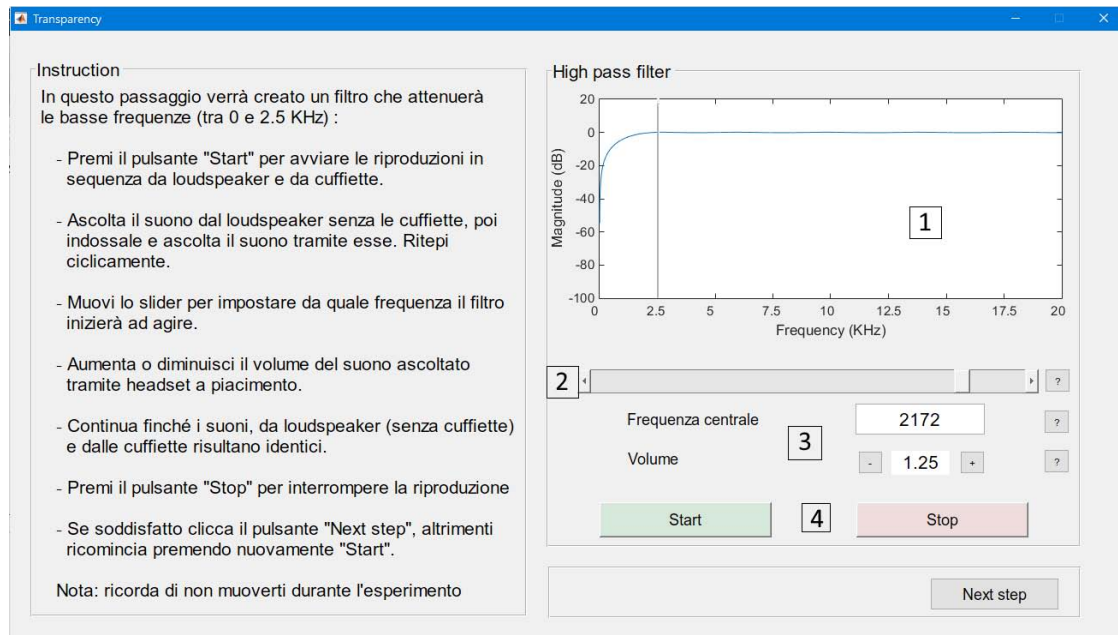 Transparency
Instruction
In questo passaggio verrà creato un filtro che attenuerà
le basse frequenze (tra 0 e 2.5 KHz) :
- Premi il pulsante "Start" per avviare le riproduzioni in
sequenza da loudspeaker e da cuffiette.
- Ascolta il suono dal loudspeaker senza le cuffiette, poi
indossale e ascolta il suono tramite esse. Ritepi
ciclicamente.
- Muovi lo slider per impostare da quale frequenza il filtro
inizierà ad agire.
- Aumenta o diminuisci il volume del suono ascoltato
tramite headset a piacimento.
- Continua finché i suoni, da loudspeaker (senza cuffiette)
e dalle cuffiette risultano identici.
- Premi il pulsante "Stop" per interrompere la riproduzione
- Se soddisfatto clicca il pulsante "Next step", altrimenti
ricomincia premendo nuovamente "Start".
Nota: ricorda di non muoverti durante l'esperimento
High pass filter
20
0
-20
-40
-60
-80
-100
Magnitude (dB)
1
0 2.5 5 7.5 10 12.5 15 17.5 20
Frequency (KHz)
2 ?
Frequenza centrale 2172 ?
3
Volume - 1.25 + ?
Start 4 Stop
Next step